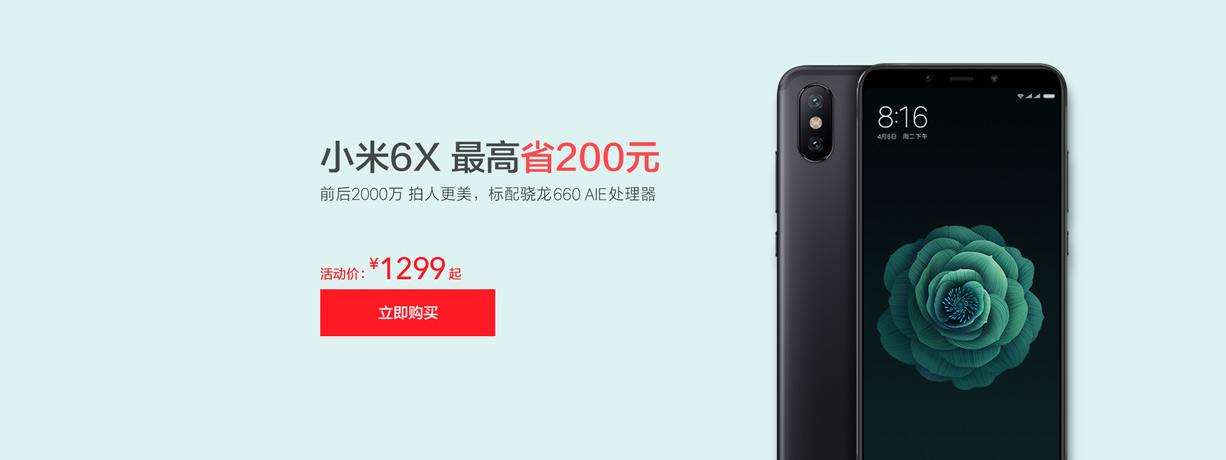 小米6X 最高省200元
前后2000万 拍人更美，标配骁龙660 AIE处理器
活动价：¥1299起
立即购买
8:16
4月6日 周二下午